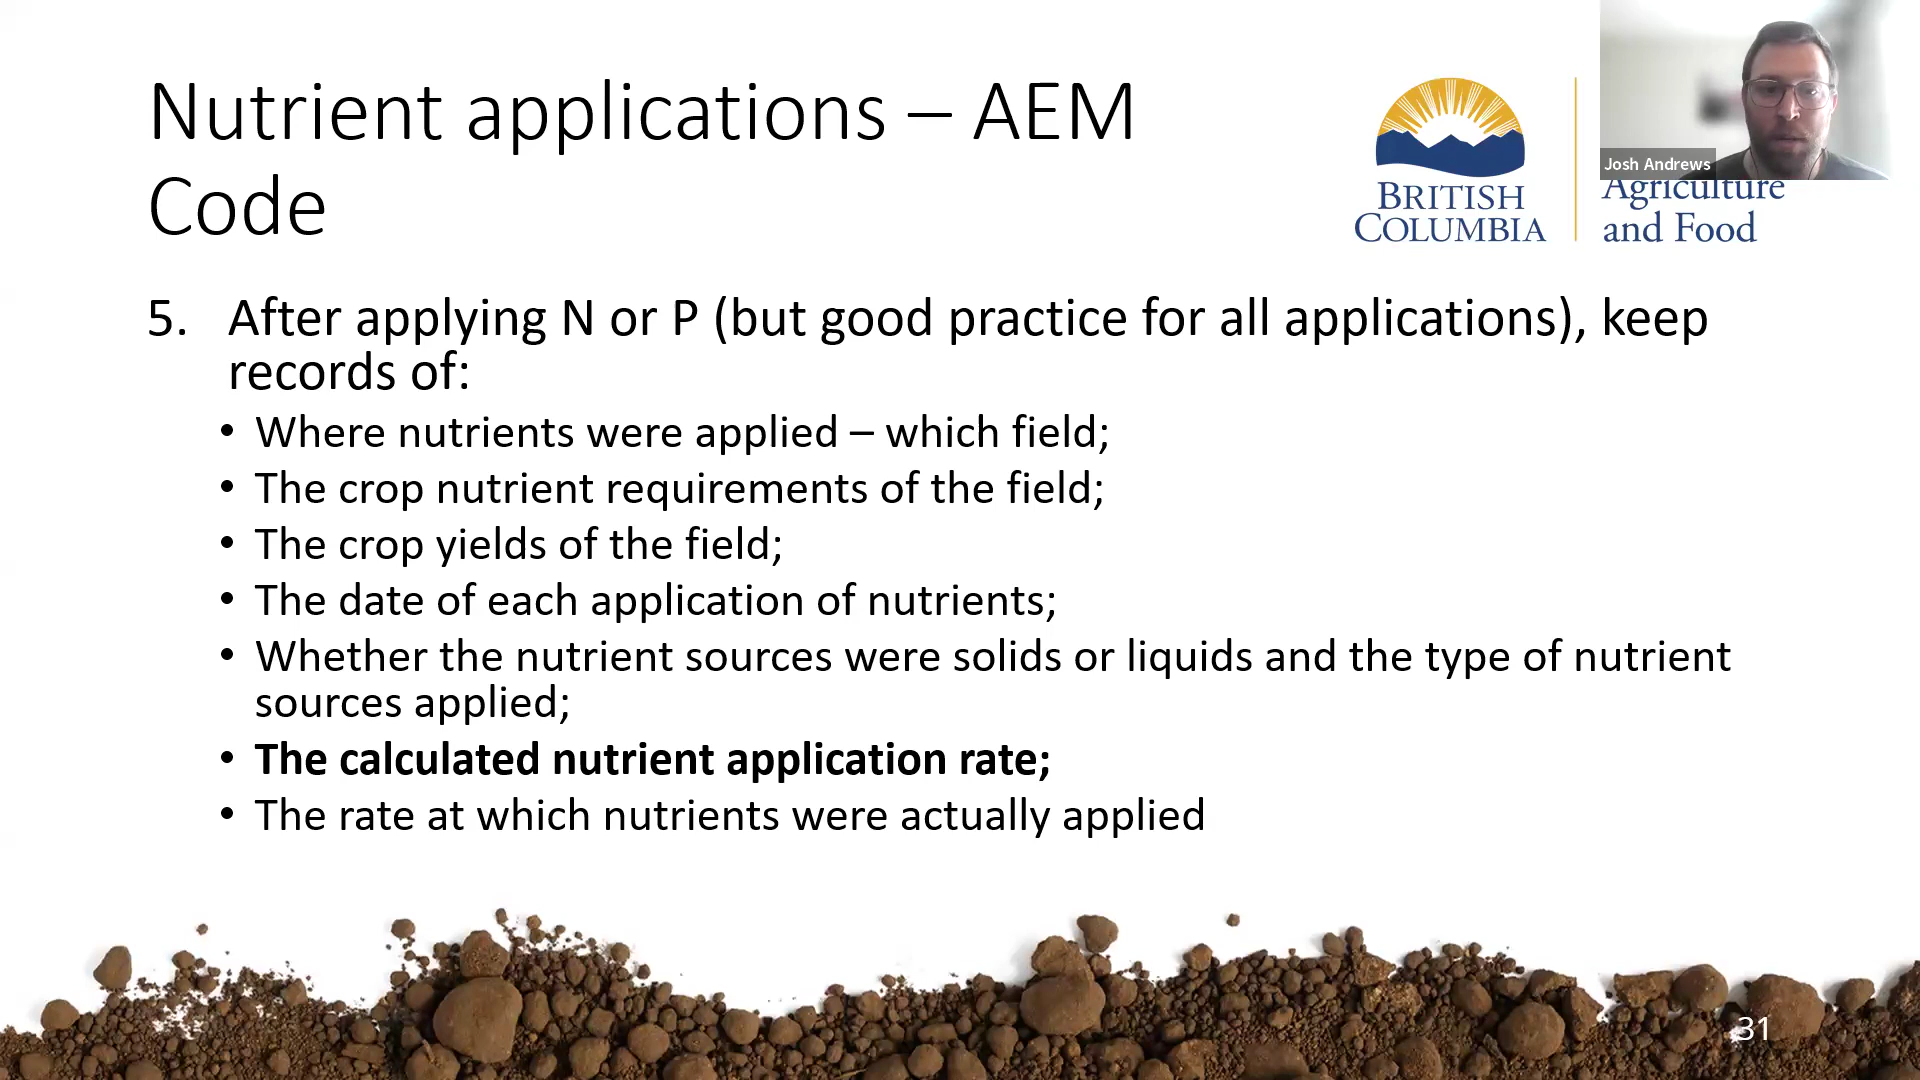 Nutrient applications – AEM
Code
BRITISH
COLUMBIA
Josh Andrews
Agriculture
and Food
5. After applying N or P (but good practice for all applications), keep
records of:
• Where nutrients were applied – which field;
• The crop nutrient requirements of the field;
• The crop yields of the field;
• The date of each application of nutrients;
• Whether the nutrient sources were solids or liquids and the type of nutrient
sources applied;
• The calculated nutrient application rate;
• The rate at which nutrients were actually applied
31